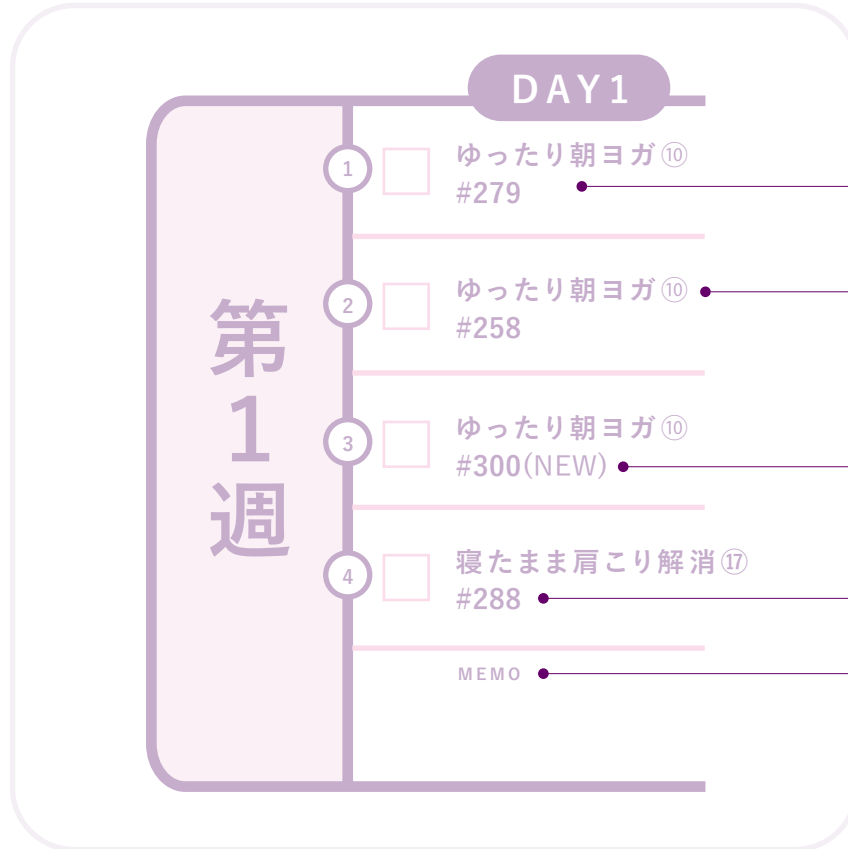 DAY1
第1週
1
ゆったり朝ヨガ⑩
#279
2
ゆったり朝ヨガ⑩
#258
3
ゆったり朝ヨガ⑩
#300(NEW)
4
寝たまま肩こり解消⑰
#288
MEMO